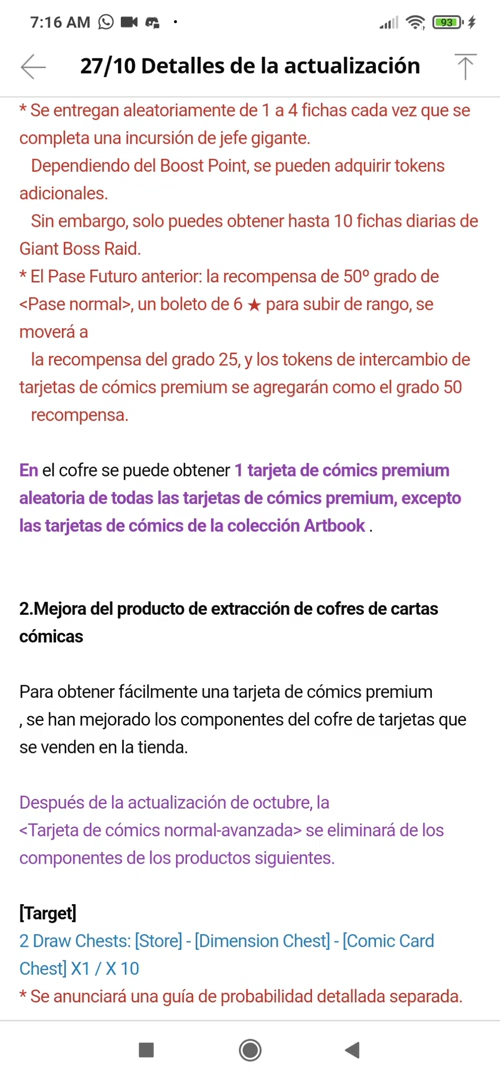 7:16 AM
93
27/10 Detalles de la actualización
* Se entregan aleatoriamente de 1 a 4 fichas cada vez que se
completa una incursión de jefe gigante.
Dependiendo del Boost Point, se pueden adquirir tokens
adicionales.
Sin embargo, solo puedes obtener hasta 10 fichas diarias de
Giant Boss Raid.
* El Pase Futuro anterior: la recompensa de 50º grado de
<Pase normal>, un boleto de 6 ★ para subir de rango, se
moverá a
la recompensa del grado 25, y los tokens de intercambio de
tarjetas de cómics premium se agregarán como el grado 50
recompensa.
En el cofre se puede obtener 1 tarjeta de cómics premium
aleatoria de todas las tarjetas de cómics premium, excepto
las tarjetas de cómics de la colección Artbook .
2.Mejora del producto de extracción de cofres de cartas
cómicas
Para obtener fácilmente una tarjeta de cómics premium
, se han mejorado los componentes del cofre de tarjetas que
se venden en la tienda.
Después de la actualización de octubre, la
<Tarjeta de cómics normal-avanzada> se eliminará de los
componentes de los productos siguientes.
[Target]
2 Draw Chests: [Store] - [Dimension Chest] - [Comic Card
Chest] X1 / X 10
* Se anunciará una guía de probabilidad detallada separada.